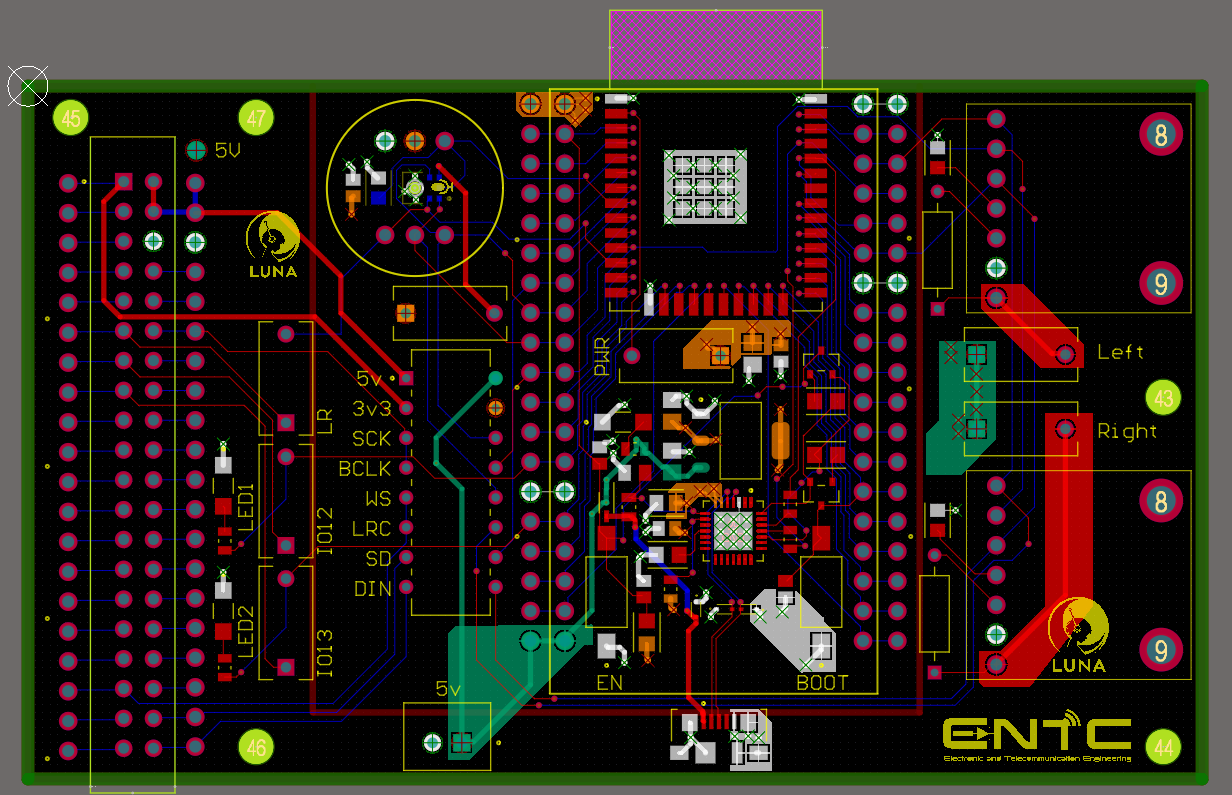 45
47
5V
8
LUNA
9
PWR
Left
5v
3v3
LR
43
SCK
Right
BCLK
LED1
WS
IO12
8
LRC
SD
DIN
LED2
IO13
9
LUNA
EN
BOOT
5v
46
ENTC
44
Electronic and Telecommunication Engineering